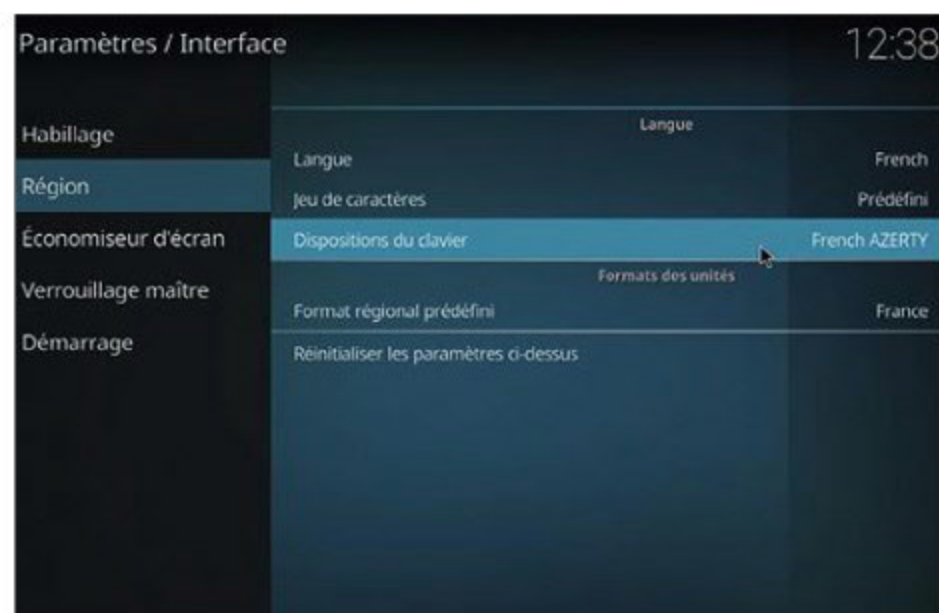 Paramètres / Interface
12:38
Habillage
Région
Économiseur d'écran
Verrouillage maître
Démarrage
Langue
Langue French
Jeu de caractères Prédéfini
Dispositions du clavier French AZERTY
Formats des unités
Format régional prédéfini France
Réinitialiser les paramètres ci-dessus